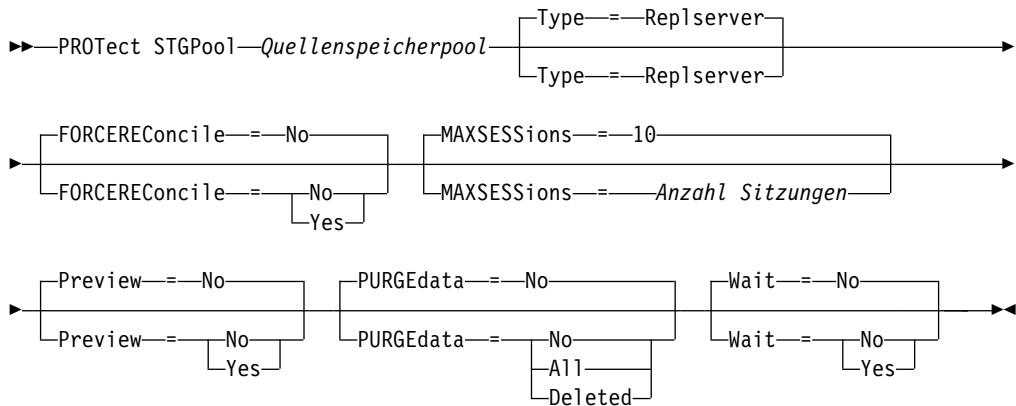 Type = Replserver
PROTect STGPool Quellenspeicherpool
Type = Replserver
FORCEREConcile = No MAXSESSions = 10
FORCEREConcile = No MAXSESSions = Anzahl Sitzungen
Yes
Preview = No PURGEdata = No Wait = No
Preview = No PURGEdata = No Wait = No
Yes All Yes
Deleted